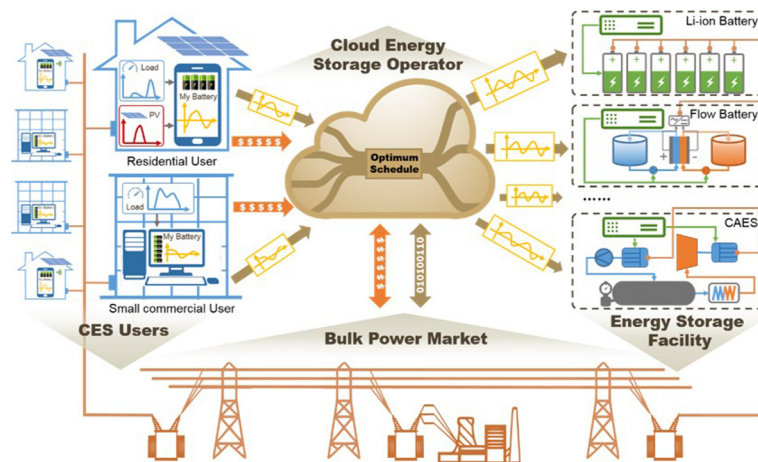 Cloud Energy
Storage Operator
Li-ion Battery
Load
My Battery
PV
Flow Battery
$ $ $ $ $
Residential User
Optimum
Schedule
Load
......
My Battery
$ $ $ $ $
CAES
$ $ $ $ $
010100110
Small commercial User
CES Users
Bulk Power Market
Energy Storage
Facility